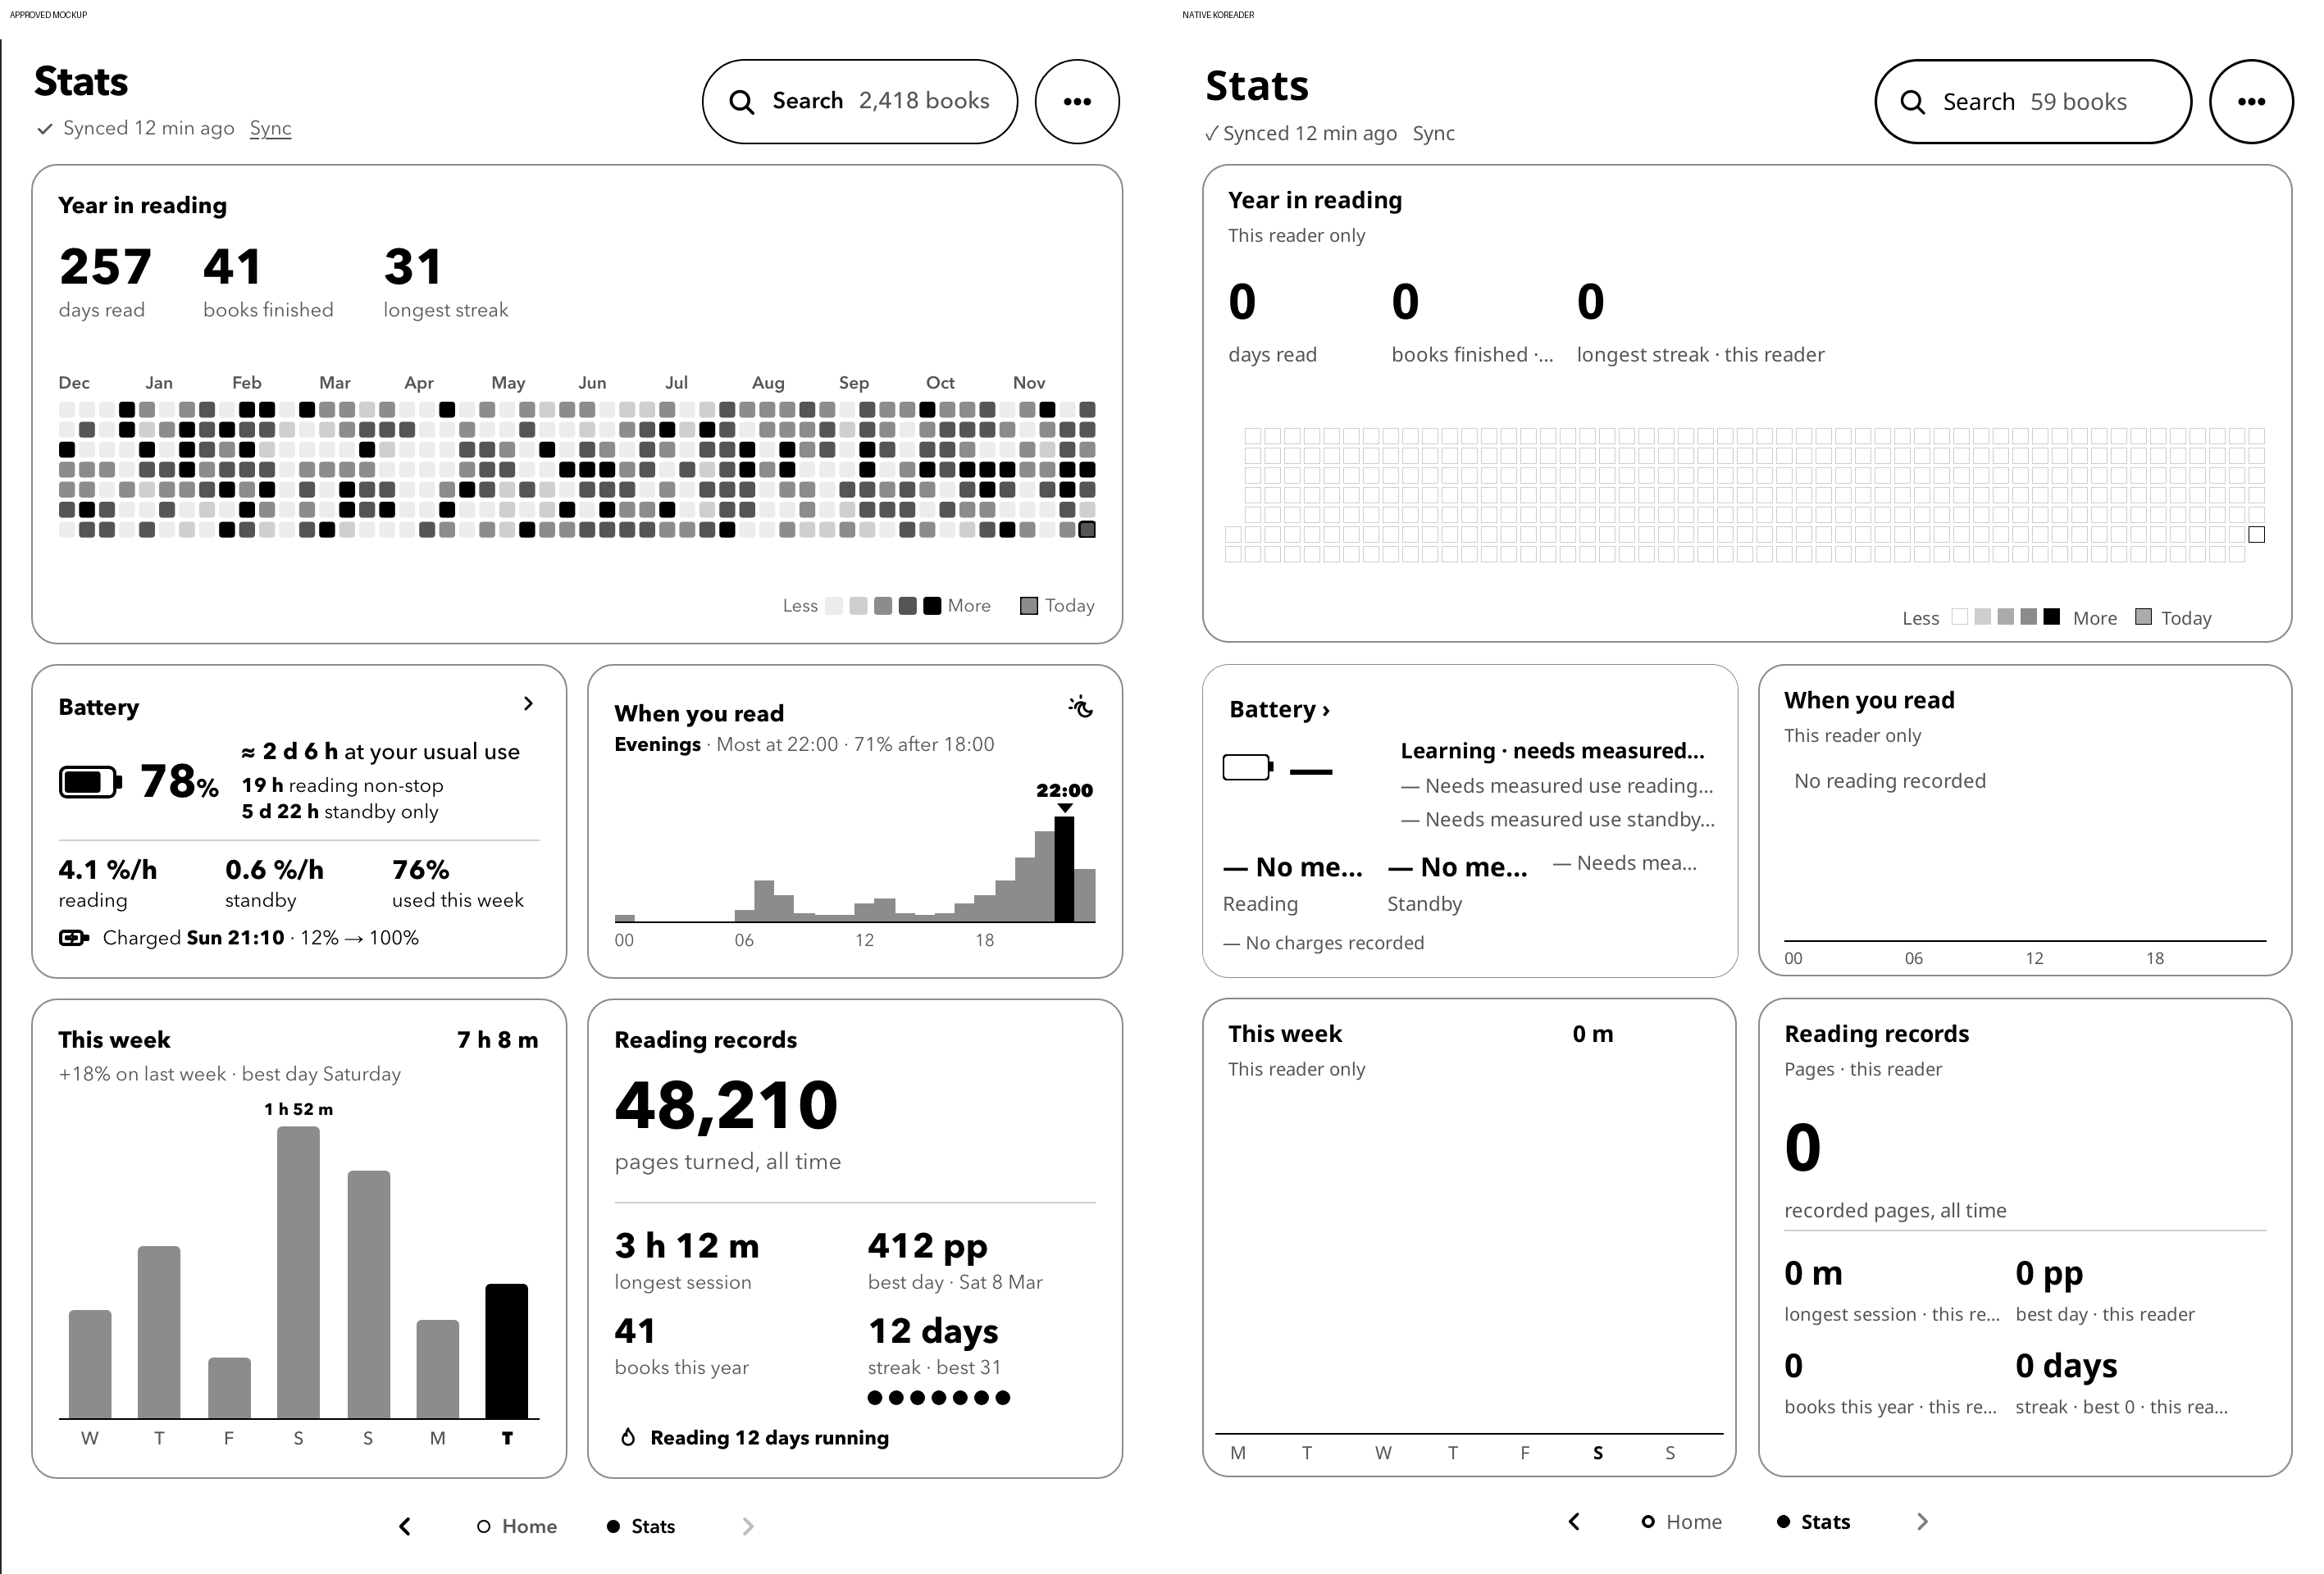 APPROVED MOCKUP
Stats
Synced 12 min ago Sync
Search 2,418 books
Year in reading
257 41 31
days read books finished longest streak
Dec Jan Feb Mar Apr May Jun Jul Aug Sep Oct Nov
Less More Today
Battery
78%
≈ 2 d 6 h at your usual use
19 h reading non-stop
5 d 22 h standby only
4.1 %/h 0.6 %/h 76%
reading standby used this week
Charged Sun 21:10 · 12% → 100%
When you read
Evenings · Most at 22:00 · 71% after 18:00
22:00
00 06 12 18
This week 7 h 8 m
+18% on last week · best day Saturday
1 h 52 m
W T F S S M T
Reading records
48,210
pages turned, all time
3 h 12 m 412 pp
longest session best day · Sat 8 Mar
41 12 days
books this year streak · best 31
Reading 12 days running
Home Stats
NATIVE KOREADER
Stats
✓ Synced 12 min ago Sync
Search 59 books
Year in reading
This reader only
0 0 0
days read books finished ·... longest streak · this reader
Less More Today
Battery ›
—
Learning · needs measured...
— Needs measured use reading...
— Needs measured use standby...
— No me... — No me... — Needs mea...
Reading Standby
— No charges recorded
When you read
This reader only
No reading recorded
00 06 12 18
This week 0 m
This reader only
M T W T F S S
Reading records
Pages · this reader
0
recorded pages, all time
0 m 0 pp
longest session · this re... best day · this reader
0 0 days
books this year · this re... streak · best 0 · this rea...
Home Stats